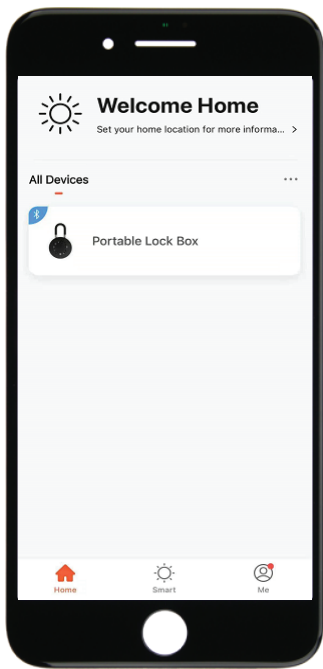 Welcome Home
Set your home location for more informa...
All Devices
Portable Lock Box
Home
Smart
Me